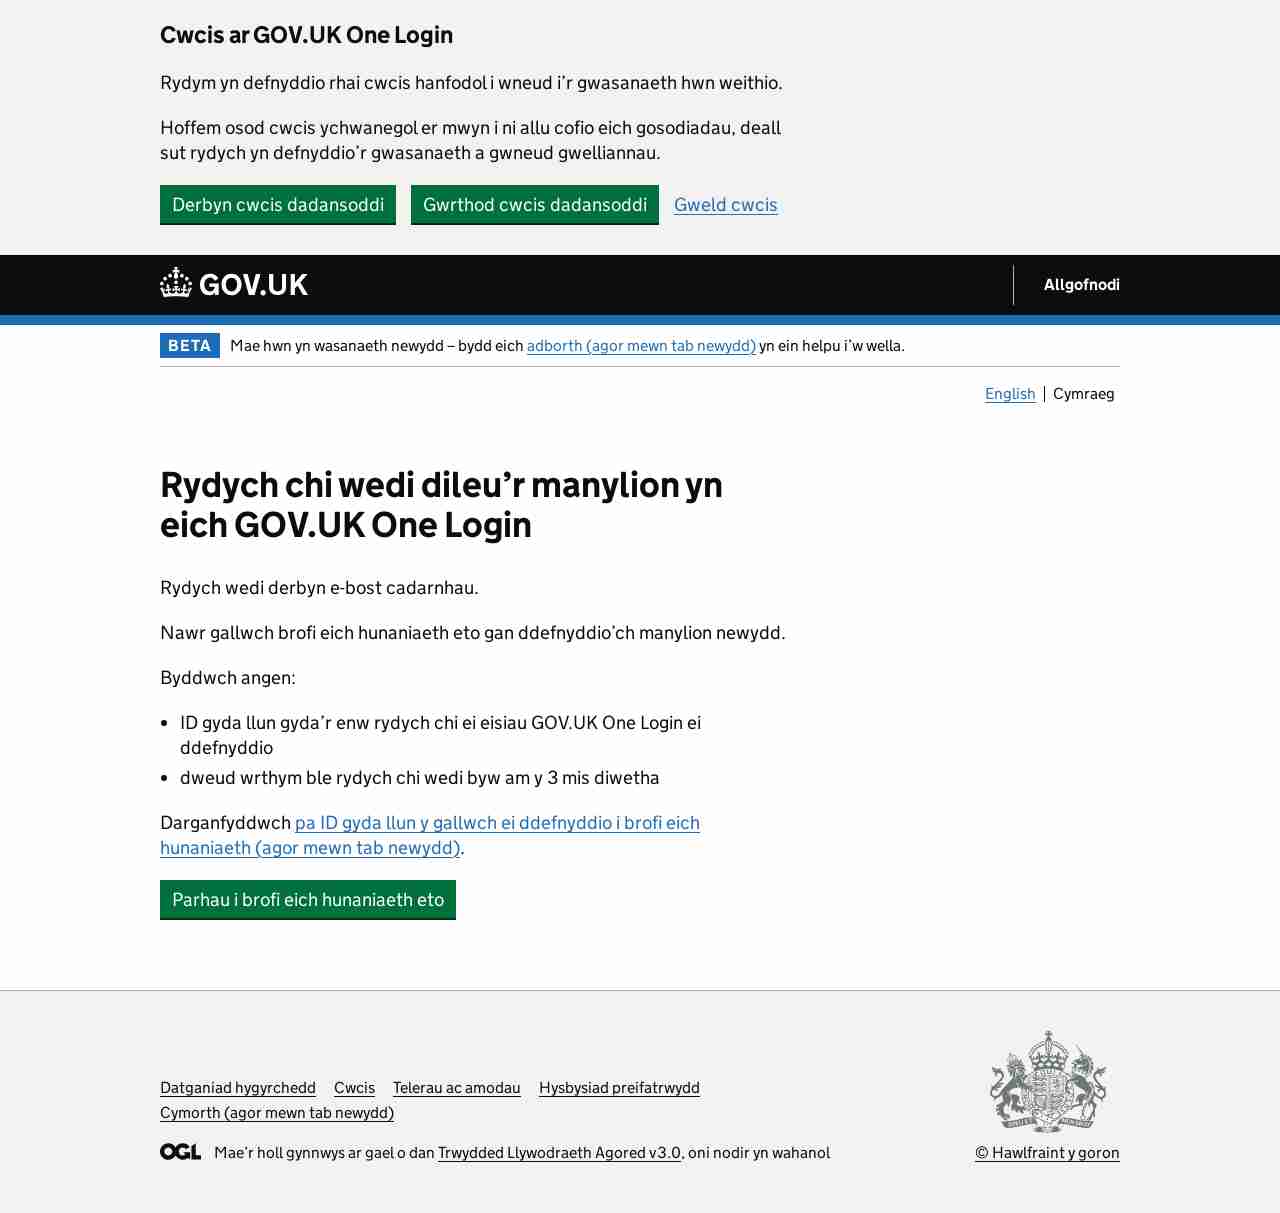 Cwcis ar GOV.UK One Login
Rydym yn defnyddio rhai cwcis hanfodol i wneud i’r gwasanaeth hwn weithio.
Hoffem osod cwcis ychwanegol er mwyn i ni allu cofio eich gosodiadau, deall
sut rydych yn defnyddio’r gwasanaeth a gwneud gwelliannau.
Derbyn cwcis dadansoddi Gwrthod cwcis dadansoddi Gweld cwcis
GOV.UK Allgofnodi
BETA Mae hwn yn wasanaeth newydd – bydd eich adborth (agor mewn tab newydd) yn ein helpu i’w wella.
English Cymraeg
Rydych chi wedi dileu’r manylion yn
eich GOV.UK One Login
Rydych wedi derbyn e-bost cadarnhau.
Nawr gallwch brofi eich hunaniaeth eto gan ddefnyddio’ch manylion newydd.
Byddwch angen:
• ID gyda llun gyda’r enw rydych chi ei eisiau GOV.UK One Login ei
ddefnyddio
• dweud wrthym ble rydych chi wedi byw am y 3 mis diwetha
Darganfyddwch pa ID gyda llun y gallwch ei ddefnyddio i brofi eich
hunaniaeth (agor mewn tab newydd).
Parhau i brofi eich hunaniaeth eto
Datganiad hygyrchedd Cwcis Telerau ac amodau Hysbysiad preifatrwydd
Cymorth (agor mewn tab newydd)
OGL Mae’r holl gynnwys ar gael o dan Trwydded Llywodraeth Agored v3.0, oni nodir yn wahanol
© Hawlfraint y goron